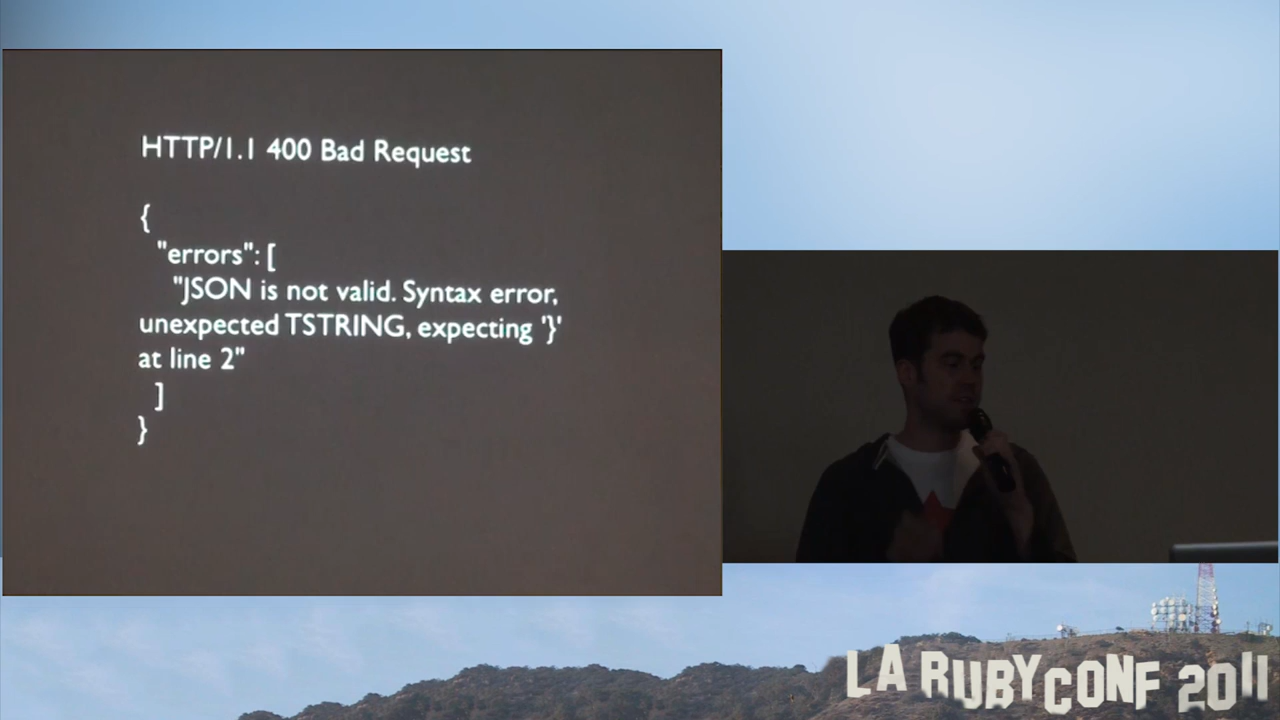 HTTP/1.1 400 Bad Request
{
"errors": [
"JSON is not valid. Syntax error,
unexpected TSTRING, expecting '}'
at line 2"
]
}
LA RUBYCONF 2011